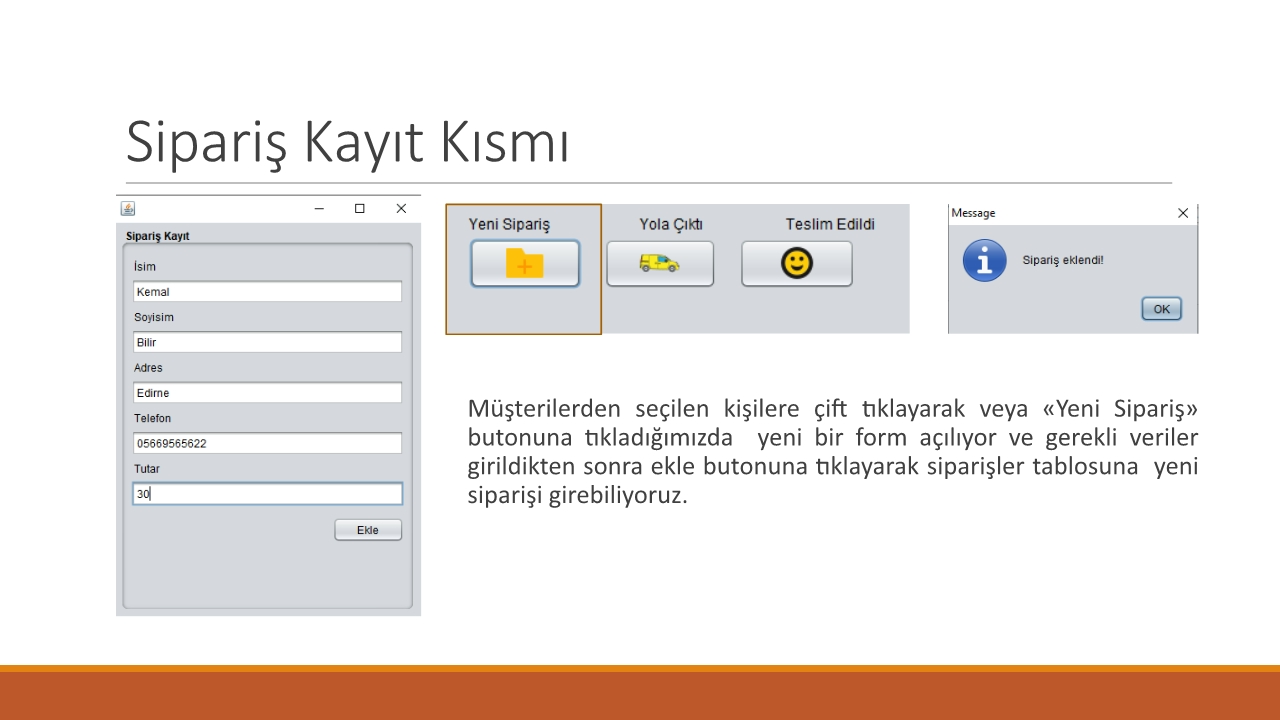 Sipariş Kayıt Kısmı
Sipariş Kayıt
İsim
Kemal
Soyisim
Bilir
Adres
Edirne
Telefon
05669565622
Tutar
30
Ekle
Yeni Sipariş Yola Çıktı Teslim Edildi
Message
Sipariş eklendi!
OK
Müşterilerden seçilen kişilere çift tıklayarak veya «Yeni Sipariş»
butonuna tıkladığımızda yeni bir form açılıyor ve gerekli veriler
girildikten sonra ekle butonuna tıklayarak siparişler tablosuna yeni
siparişi girebiliyoruz.